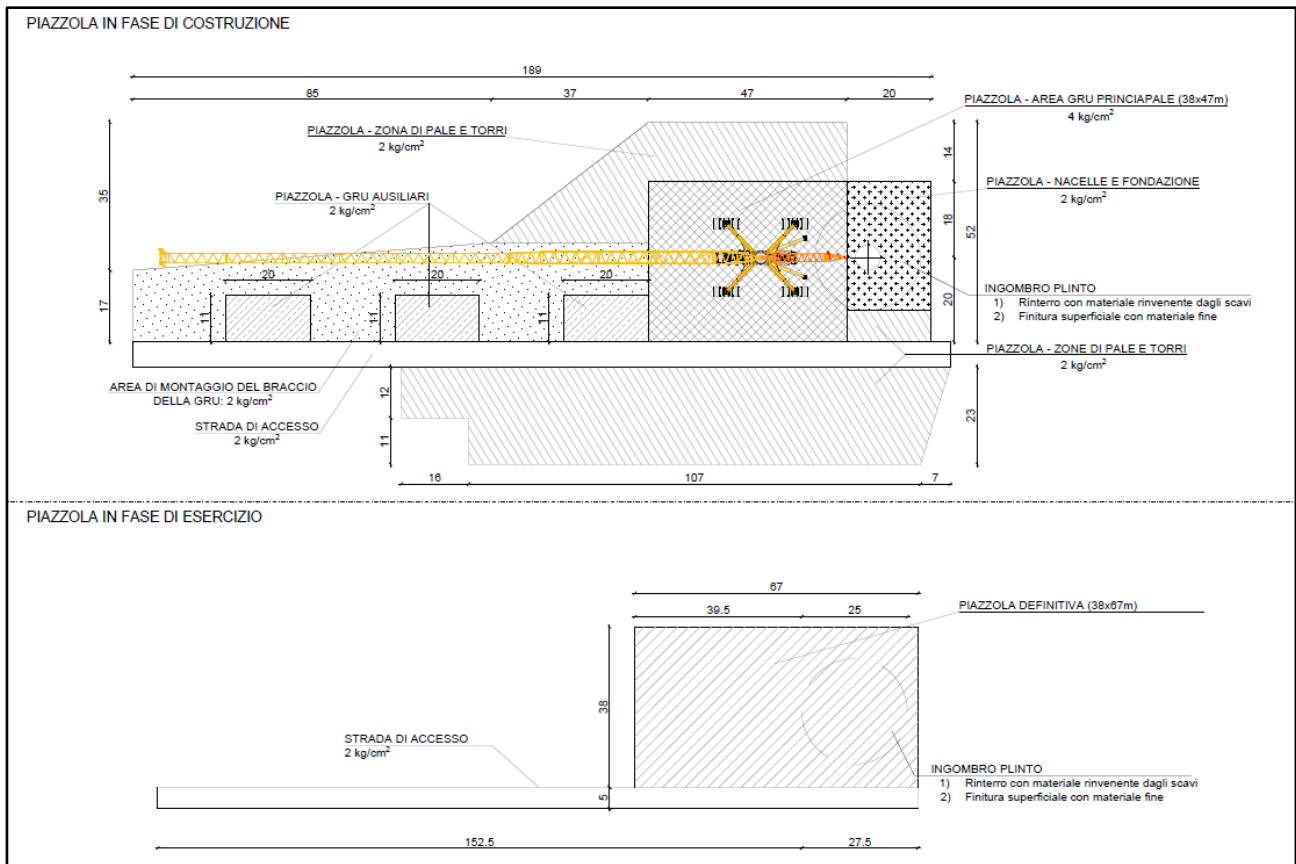 PIAZZOLA IN FASE DI COSTRUZIONE
189
85
37
47
20
PIAZZOLA - AREA GRU PRINCIAPALE (38x47m)
4 kg/cm²
PIAZZOLA - ZONA DI PALE E TORRI
2 kg/cm²
14
35
PIAZZOLA - GRU AUSILIARI
2 kg/cm²
PIAZZOLA - NACELLE E FONDAZIONE
2 kg/cm²
18
52
20
20
20
INGOMBRO PLINTO
1) Rinterro con materiale rinvenente dagli scavi
2) Finitura superficiale con materiale fine
17
11
11
11
20
PIAZZOLA - ZONE DI PALE E TORRI
2 kg/cm²
AREA DI MONTAGGIO DEL BRACCIO
DELLA GRU: 2 kg/cm²
12
STRADA DI ACCESSO
2 kg/cm²
11
23
16
107
7
PIAZZOLA IN FASE DI ESERCIZIO
67
39.5
25
PIAZZOLA DEFINITIVA (38x67m)
38
STRADA DI ACCESSO
2 kg/cm²
INGOMBRO PLINTO
1) Rinterro con materiale rinvenente dagli scavi
2) Finitura superficiale con materiale fine
5
152.5
27.5